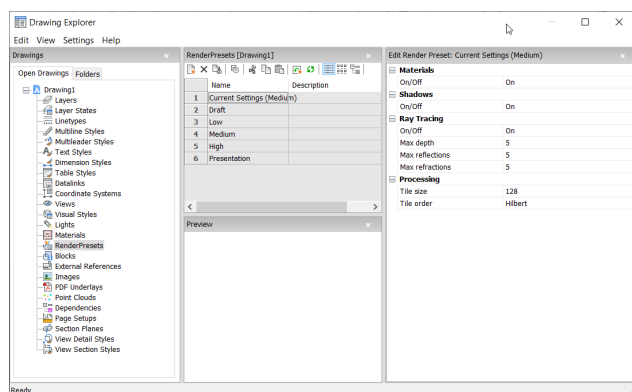 Drawing Explorer
Edit View Settings Help
Drawings
Open Drawings Folders
Drawing1
Layers
Layer States
Linetypes
Multiline Styles
Multileader Styles
Text Styles
Dimension Styles
Table Styles
Datalinks
Coordinate Systems
Views
Visual Styles
Lights
Materials
RenderPresets
Blocks
External References
Images
PDF Underlays
Point Clouds
Dependencies
Page Setups
Section Planes
View Detail Styles
View Section Styles
RenderPresets [Drawing1]
Name Description
1 Current Settings (Medium)
2 Draft
3 Low
4 Medium
5 High
6 Presentation
Preview
Edit Render Preset: Current Settings (Medium)
Materials
On/Off On
Shadows
On/Off On
Ray Tracing
On/Off On
Max depth 5
Max reflections 5
Max refractions 5
Processing
Tile size 128
Tile order Hilbert
Ready